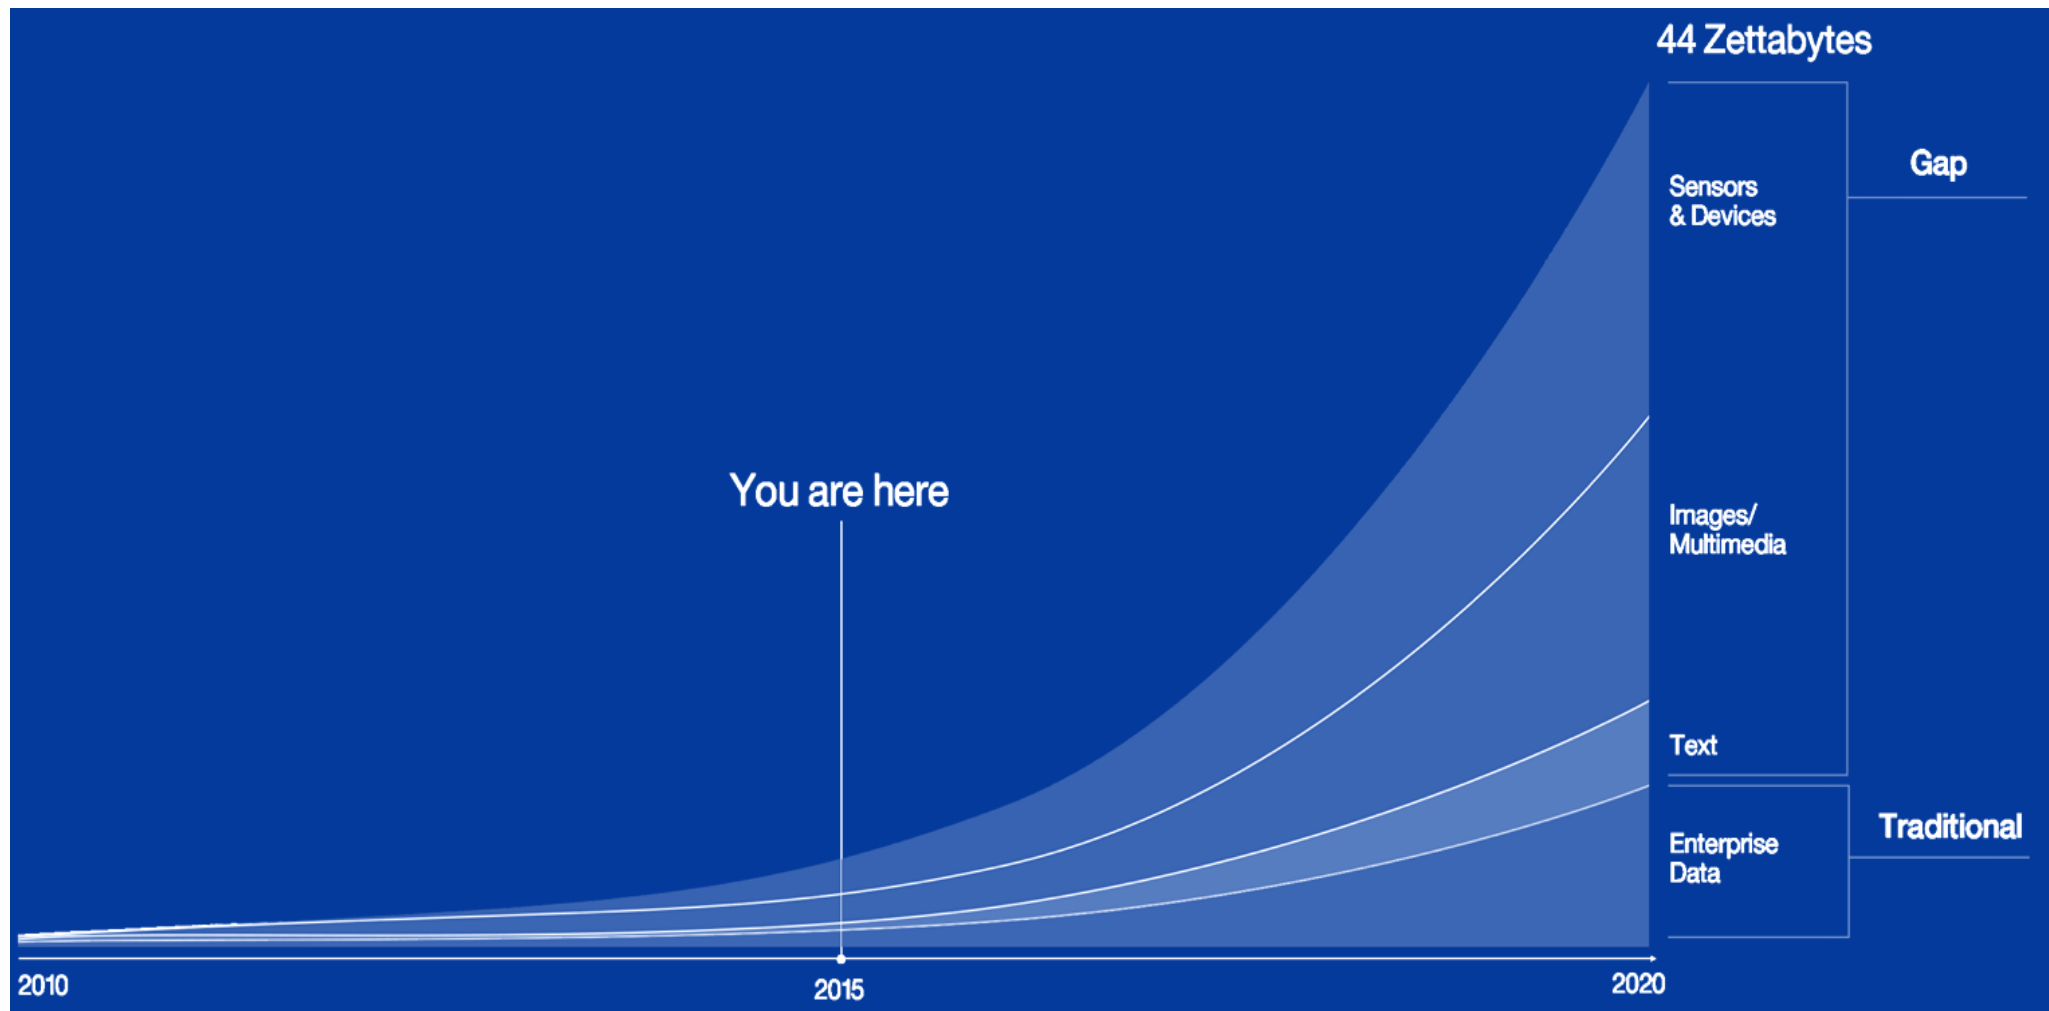 44 Zettabytes
Gap
Sensors
& Devices
You are here
Images/
Multimedia
Text
Traditional
Enterprise
Data
2010
2015
2020